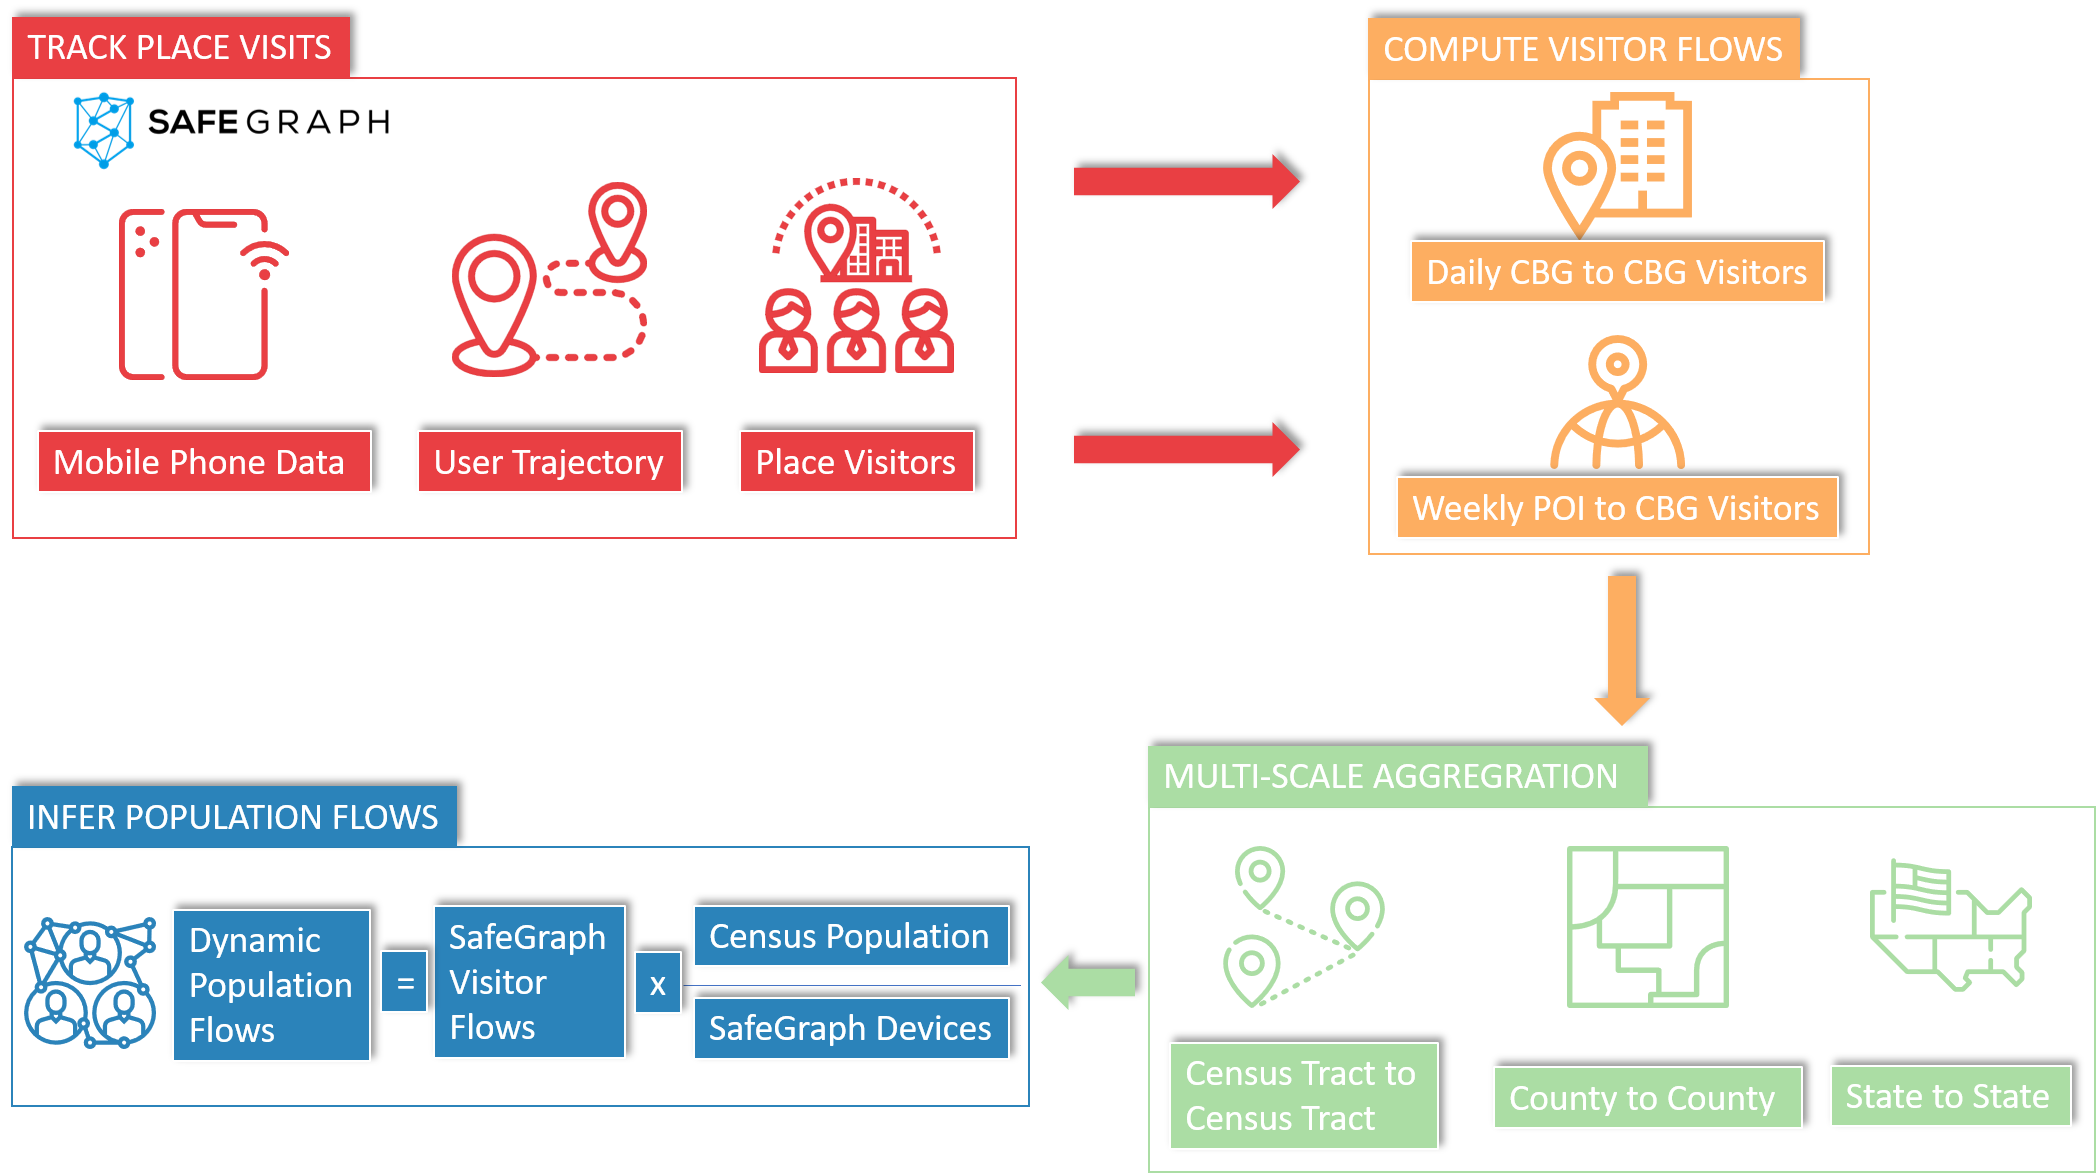 TRACK PLACE VISITS
SAFEGRAPH
Mobile Phone Data
User Trajectory
Place Visitors
COMPUTE VISITOR FLOWS
Daily CBG to CBG Visitors
Weekly POI to CBG Visitors
MULTI-SCALE AGGREGRATION
Census Tract to
Census Tract
County to County
State to State
INFER POPULATION FLOWS
Dynamic
Population
Flows
=
SafeGraph
Visitor
Flows
x
Census Population
SafeGraph Devices